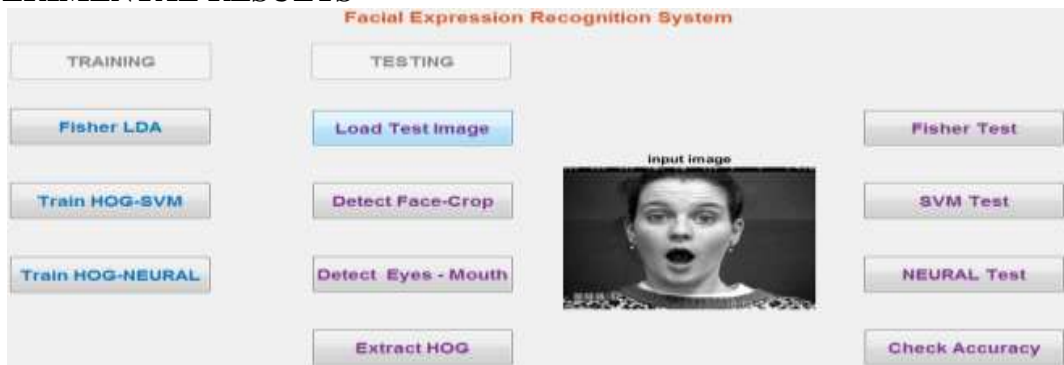 Facial Expression Recognition System
TRAINING
TESTING
Fisher LDA
Load Test Image
Fisher Test
input image
Train HOG-SVM
Detect Face-Crop
SVM Test
Train HOG-NEURAL
Detect Eyes - Mouth
NEURAL Test
Extract HOG
Check Accuracy